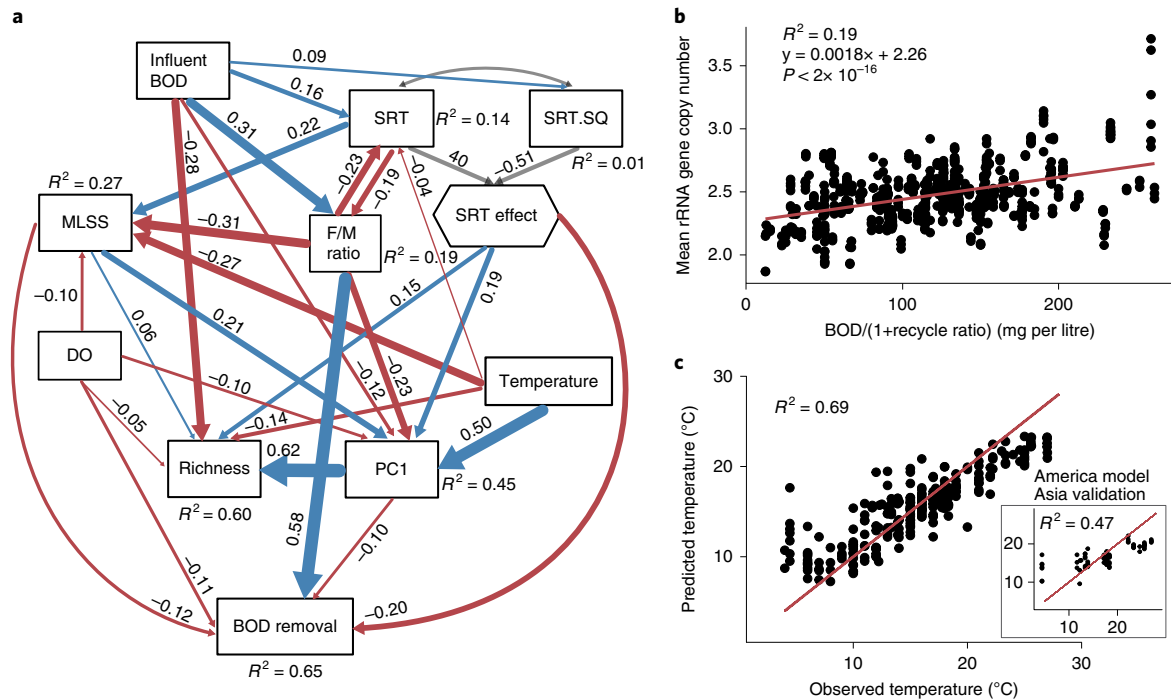 a
Influent
BOD
0.09
0.16
SRT
R² = 0.14
SRT.SQ
R² = 0.01
0.22
0.31
−0.28
−0.23
−0.19
−0.04
40
−0.51
R² = 0.27
MLSS
−0.31
F/M
ratio
R² = 0.19
SRT effect
−0.27
−0.10
0.06
0.21
0.15
0.19
DO
−0.10
−0.12
−0.23
Temperature
−0.05
−0.14
0.50
Richness
0.62
PC1
R² = 0.45
R² = 0.60
0.58
−0.10
−0.11
−0.12
−0.20
BOD removal
R² = 0.65
b
R² = 0.19
y = 0.0018× + 2.26
P < 2× 10⁻¹⁶
Mean rRNA gene copy number
3.5
3.0
2.5
2.0
0
100
200
BOD/(1+recycle ratio) (mg per litre)
c
R² = 0.69
Predicted temperature (°C)
30
20
10
10
20
30
Observed temperature (°C)
America model
Asia validation
R² = 0.47
20
10
10
20